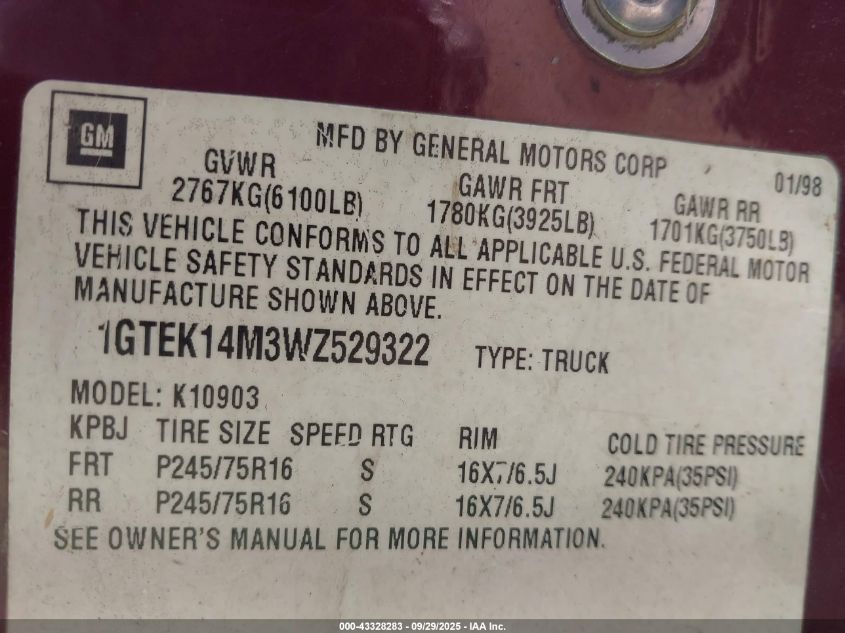 GM
MFD BY GENERAL MOTORS CORP
01/98
GVWR GAWR FRT GAWR RR
2767KG(6100LB) 1780KG(3925LB) 1701KG(3750LB)
THIS VEHICLE CONFORMS TO ALL APPLICABLE U.S. FEDERAL MOTOR
VEHICLE SAFETY STANDARDS IN EFFECT ON THE DATE OF
MANUFACTURE SHOWN ABOVE.
1GTEK14M3WZ529322 TYPE: TRUCK
MODEL: K10903
KPBJ TIRE SIZE SPEED RTG RIM COLD TIRE PRESSURE
FRT P245/75R16 S 16X7/6.5J 240KPA(35PSI)
RR P245/75R16 S 16X7/6.5J 240KPA(35PSI)
SEE OWNER'S MANUAL FOR MORE INFORMATION.
000-43328283 - 09/29/2025 - IAA Inc.